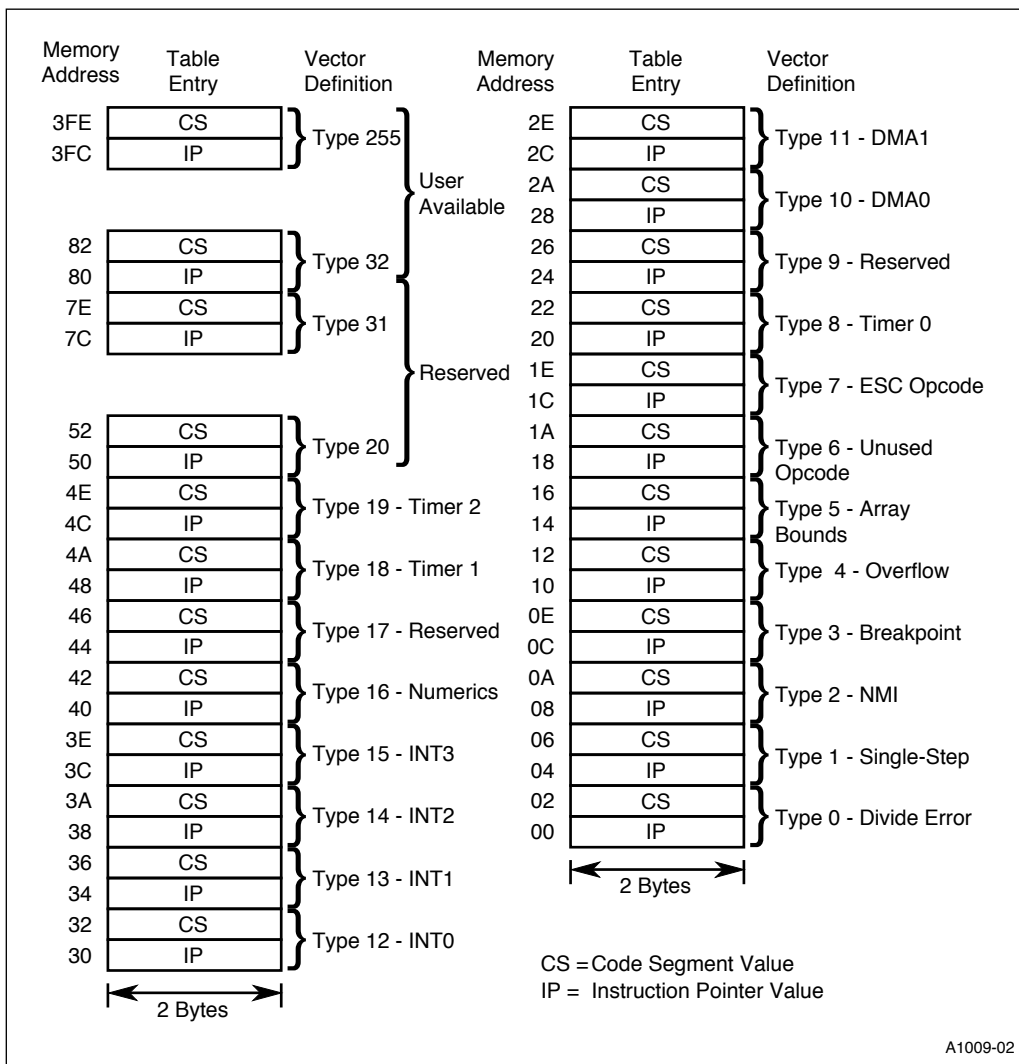 Memory Address Table Entry Vector Definition
3FE CS
3FC IP
Type 255
User Available
82 CS
80 IP
Type 32
7E CS
7C IP
Type 31
Reserved
52 CS
50 IP
Type 20
4E CS
4C IP
Type 19 - Timer 2
4A CS
48 IP
Type 18 - Timer 1
46 CS
44 IP
Type 17 - Reserved
42 CS
40 IP
Type 16 - Numerics
3E CS
3C IP
Type 15 - INT3
3A CS
38 IP
Type 14 - INT2
36 CS
34 IP
Type 13 - INT1
32 CS
30 IP
Type 12 - INT0
2 Bytes
Memory Address Table Entry Vector Definition
2E CS
2C IP
Type 11 - DMA1
2A CS
28 IP
Type 10 - DMA0
26 CS
24 IP
Type 9 - Reserved
22 CS
20 IP
Type 8 - Timer 0
1E CS
1C IP
Type 7 - ESC Opcode
1A CS
18 IP
Type 6 - Unused
Opcode
16 CS
14 IP
Type 5 - Array
Bounds
12 CS
10 IP
Type 4 - Overflow
0E CS
0C IP
Type 3 - Breakpoint
0A CS
08 IP
Type 2 - NMI
06 CS
04 IP
Type 1 - Single-Step
02 CS
00 IP
Type 0 - Divide Error
2 Bytes
CS = Code Segment Value
IP = Instruction Pointer Value
A1009-02